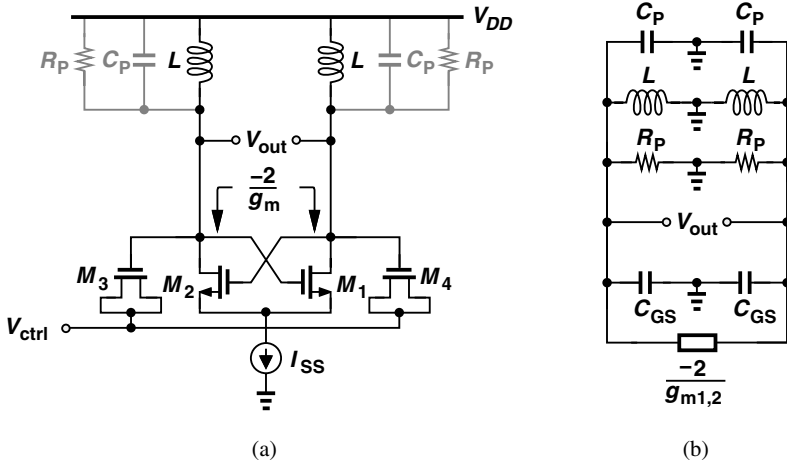 V_DD
R_P C_P L L C_P R_P
V_out
−2
g_m
M_3 M_2 M_1 M_4
V_ctrl
I_SS
(a)
C_P C_P
L L
R_P R_P
V_out
C_GS C_GS
−2
g_m1,2
(b)